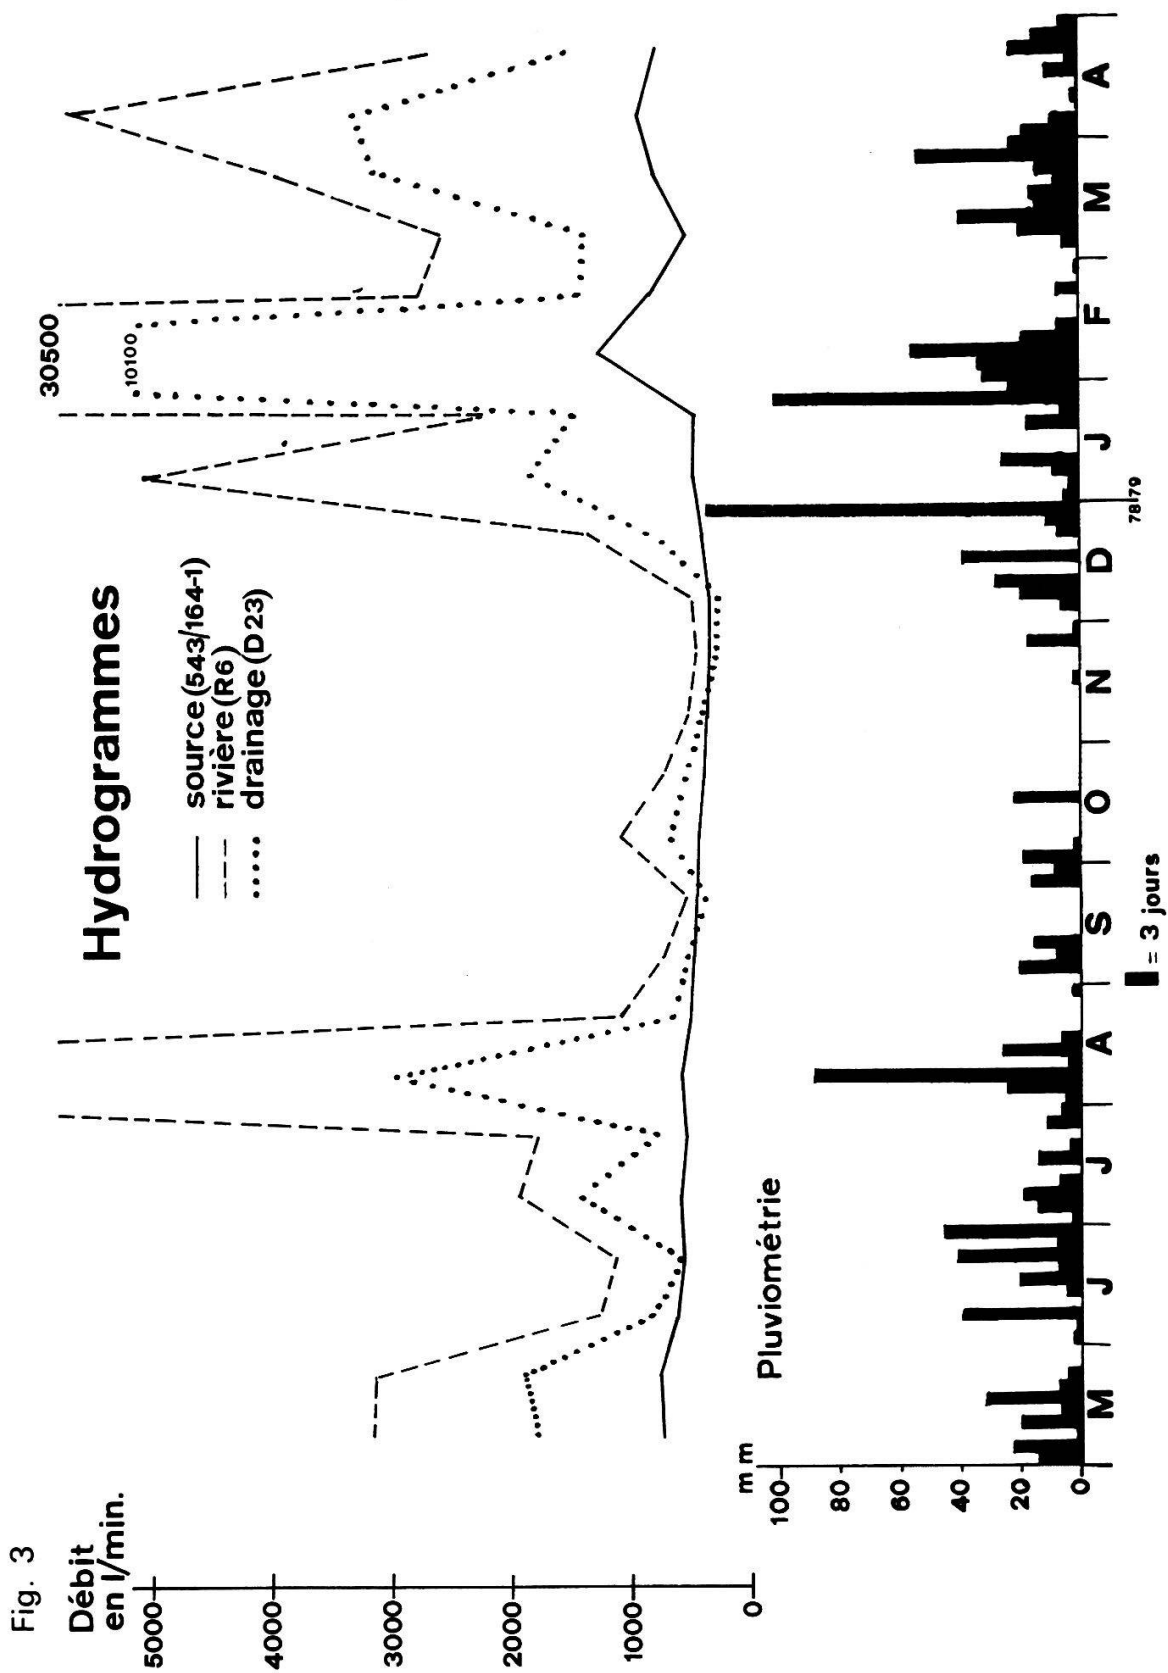 Fig. 3
Hydrogrammes
Débit
en l/min.
5000
4000
3000
2000
1000
0
source (543/164-1)
rivière (R6)
drainage (D23)
30500
10100
Pluviométrie
mm
100
80
60
40
20
0
M J J A S O N D J F M A
78 79
= 3 jours